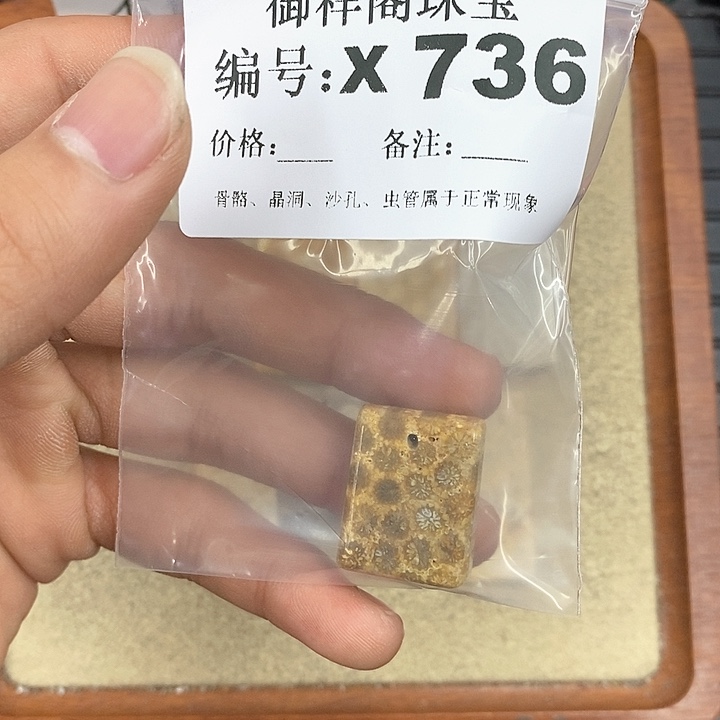 御祥阁珠宝
编号:X 736
价格:____ 备注:______
骨骼、晶洞、沙孔、虫管属于正常现象